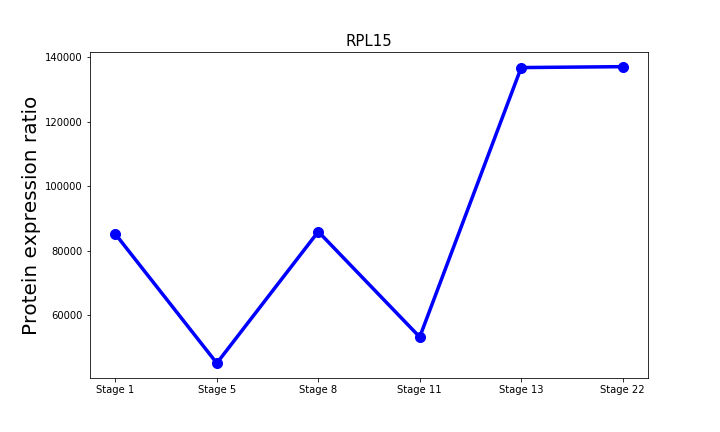 RPL15
Protein expression ratio
140000
120000
100000
80000
60000
Stage 1 Stage 5 Stage 8 Stage 11 Stage 13 Stage 22